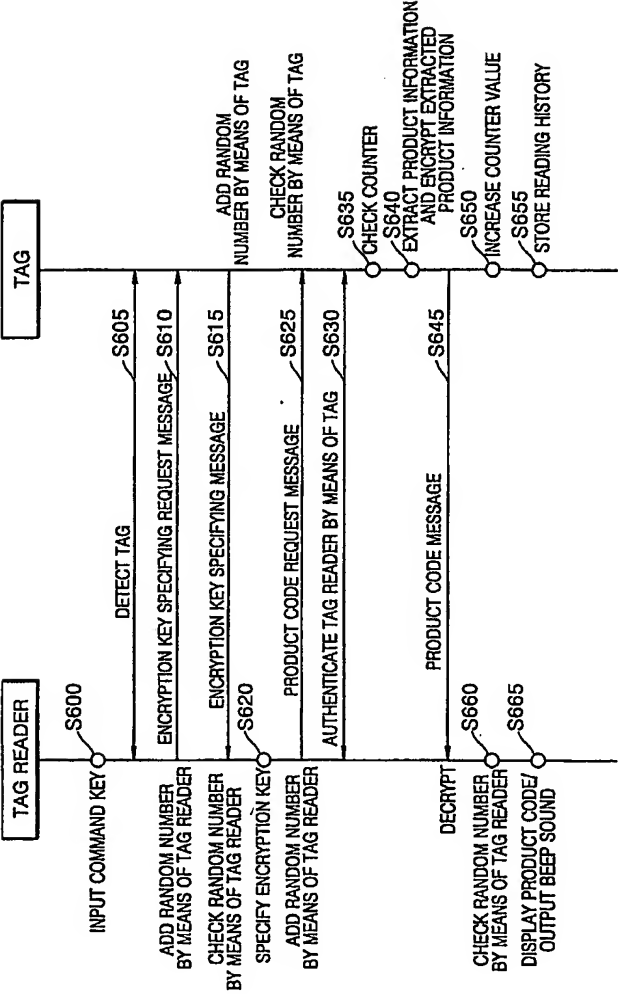 TAG READER
TAG
INPUT COMMAND KEY
S600
DETECT TAG
S605
ADD RANDOM NUMBER
BY MEANS OF TAG READER
ENCRYPTION KEY SPECIFYING REQUEST MESSAGE
S610
CHECK RANDOM NUMBER
BY MEANS OF TAG READER
ENCRYPTION KEY SPECIFYING MESSAGE
S615
ADD RANDOM
NUMBER BY MEANS OF TAG
SPECIFY ENCRYPTION KEY
S620
ADD RANDOM NUMBER
BY MEANS OF TAG READER
PRODUCT CODE REQUEST MESSAGE
S625
CHECK RANDOM
NUMBER BY MEANS OF TAG
AUTHENTICATE TAG READER BY MEANS OF TAG
S630
S635
CHECK COUNTER
S640
EXTRACT PRODUCT INFORMATION
AND ENCRYPT EXTRACTED
PRODUCT INFORMATION
DECRYPT
PRODUCT CODE MESSAGE
S645
S650
INCREASE COUNTER VALUE
S655
STORE READING HISTORY
CHECK RANDOM NUMBER
BY MEANS OF TAG READER
S660
DISPLAY PRODUCT CODE/
OUTPUT BEEP SOUND
S665